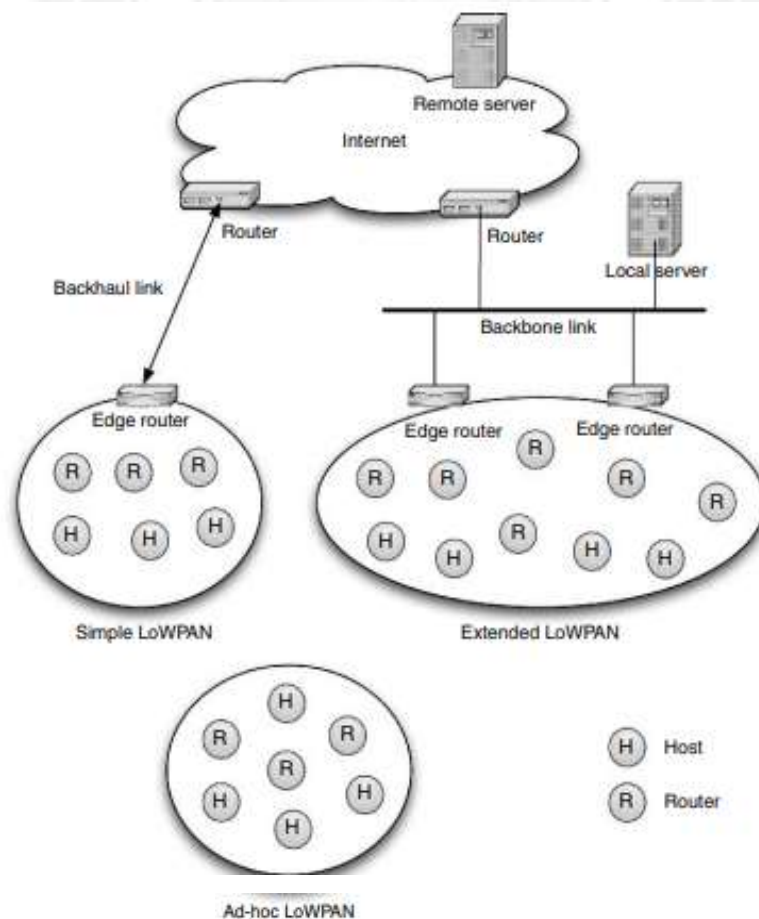 Remote server
Internet
Router
Router
Local server
Backhaul link
Backbone link
Edge router
Edge router
Edge router
R
R
R
H
H
H
R
R
R
R
R
H
H
R
H
H
Simple LoWPAN
Extended LoWPAN
H
R
R
R
H
H
H
H Host
R Router
Ad-hoc LoWPAN